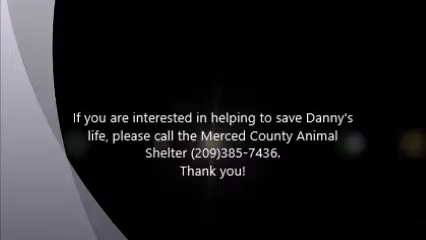 If you are interested in helping to save Danny's
life, please call the Merced County Animal
Shelter (209)385-7436.
Thank you!